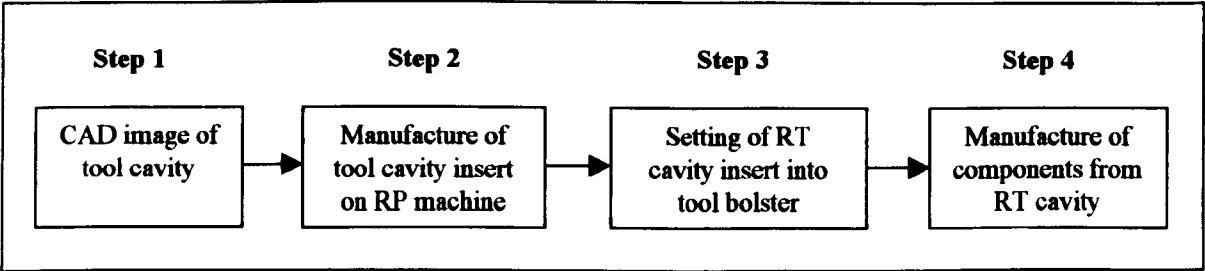 Step 1
CAD image of
tool cavity
Step 2
Manufacture of
tool cavity insert
on RP machine
Step 3
Setting of RT
cavity insert into
tool bolster
Step 4
Manufacture of
components from
RT cavity